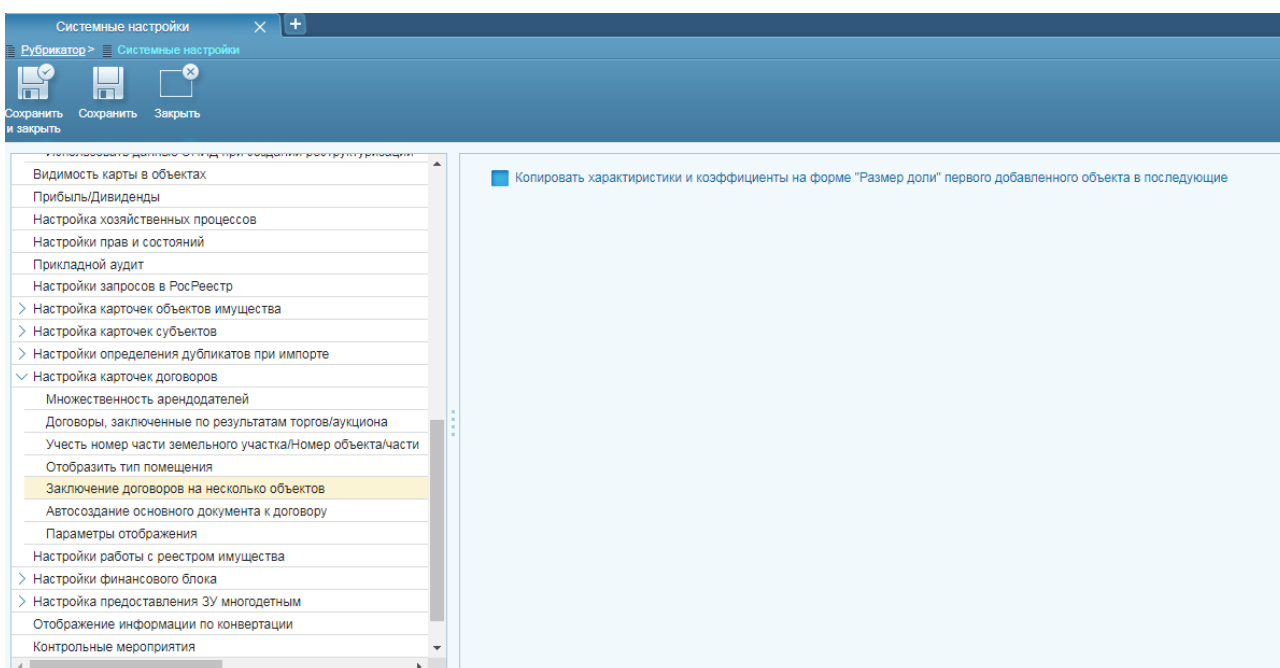 Системные настройки
Рубрикатор > Системные настройки
Сохранить и закрыть
Сохранить
Закрыть
Видимость карты в объектах
Прибыль/Дивиденды
Настройка хозяйственных процессов
Настройки прав и состояний
Прикладной аудит
Настройки запросов в РосРеестр
Настройка карточек объектов имущества
Настройка карточек субъектов
Настройки определения дубликатов при импорте
Настройка карточек договоров
Множественность арендодателей
Договоры, заключенные по результатам торгов/аукциона
Учесть номер части земельного участка/Номер объекта/части
Отобразить тип помещения
Заключение договоров на несколько объектов
Автосоздание основного документа к договору
Параметры отображения
Настройки работы с реестром имущества
Настройки финансового блока
Настройка предоставления ЗУ многодетным
Отображение информации по конвертации
Контрольные мероприятия
Копировать характиристики и коэффициенты на форме "Размер доли" первого добавленного объекта в последующие